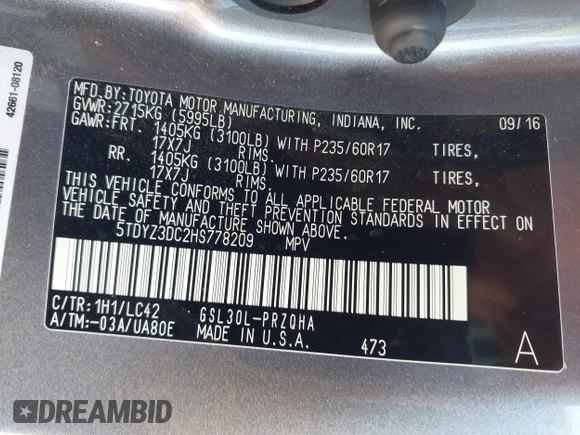 42661-08120
MFD.BY:TOYOTA MOTOR MANUFACTURING, INDIANA, INC. 09/16
GVWR:2715KG (5995LB)
GAWR:FRT. 1405KG (3100LB) WITH P235/60R17 TIRES,
17X7J RIMS.
RR. 1405KG (3100LB) WITH P235/60R17 TIRES,
17X7J RIMS.
THIS VEHICLE CONFORMS TO ALL APPLICABLE FEDERAL MOTOR
VEHICLE SAFETY AND THEFT PREVENTION STANDARDS IN EFFECT
ON THE DATE OF MANUFACTURE SHOWN ABOVE.
5TDYZ3DC2HS778209 MPV
C/TR:1H1/LC42 GSL30L-PRZQHA
A/TM:-03A/UA80E MADE IN U.S.A. 473 A
DREAMBID